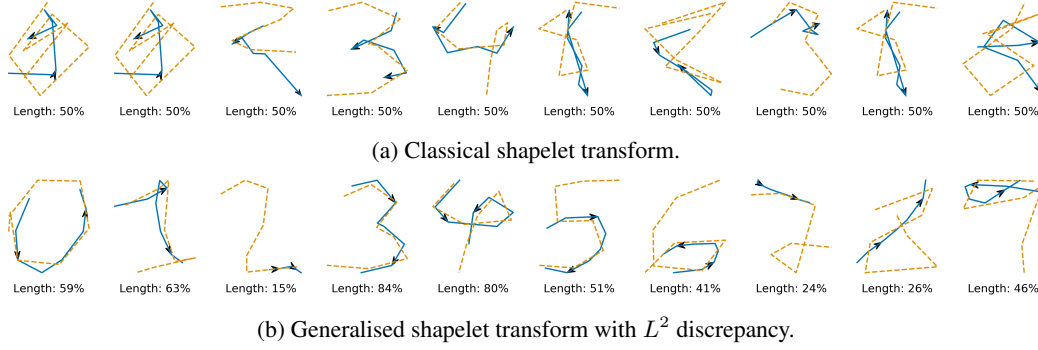 Length: 50% Length: 50% Length: 50% Length: 50% Length: 50% Length: 50% Length: 50% Length: 50% Length: 50% Length: 50%
(a) Classical shapelet transform.
Length: 59% Length: 63% Length: 15% Length: 84% Length: 80% Length: 51% Length: 41% Length: 24% Length: 26% Length: 46%
(b) Generalised shapelet transform with L² discrepancy.